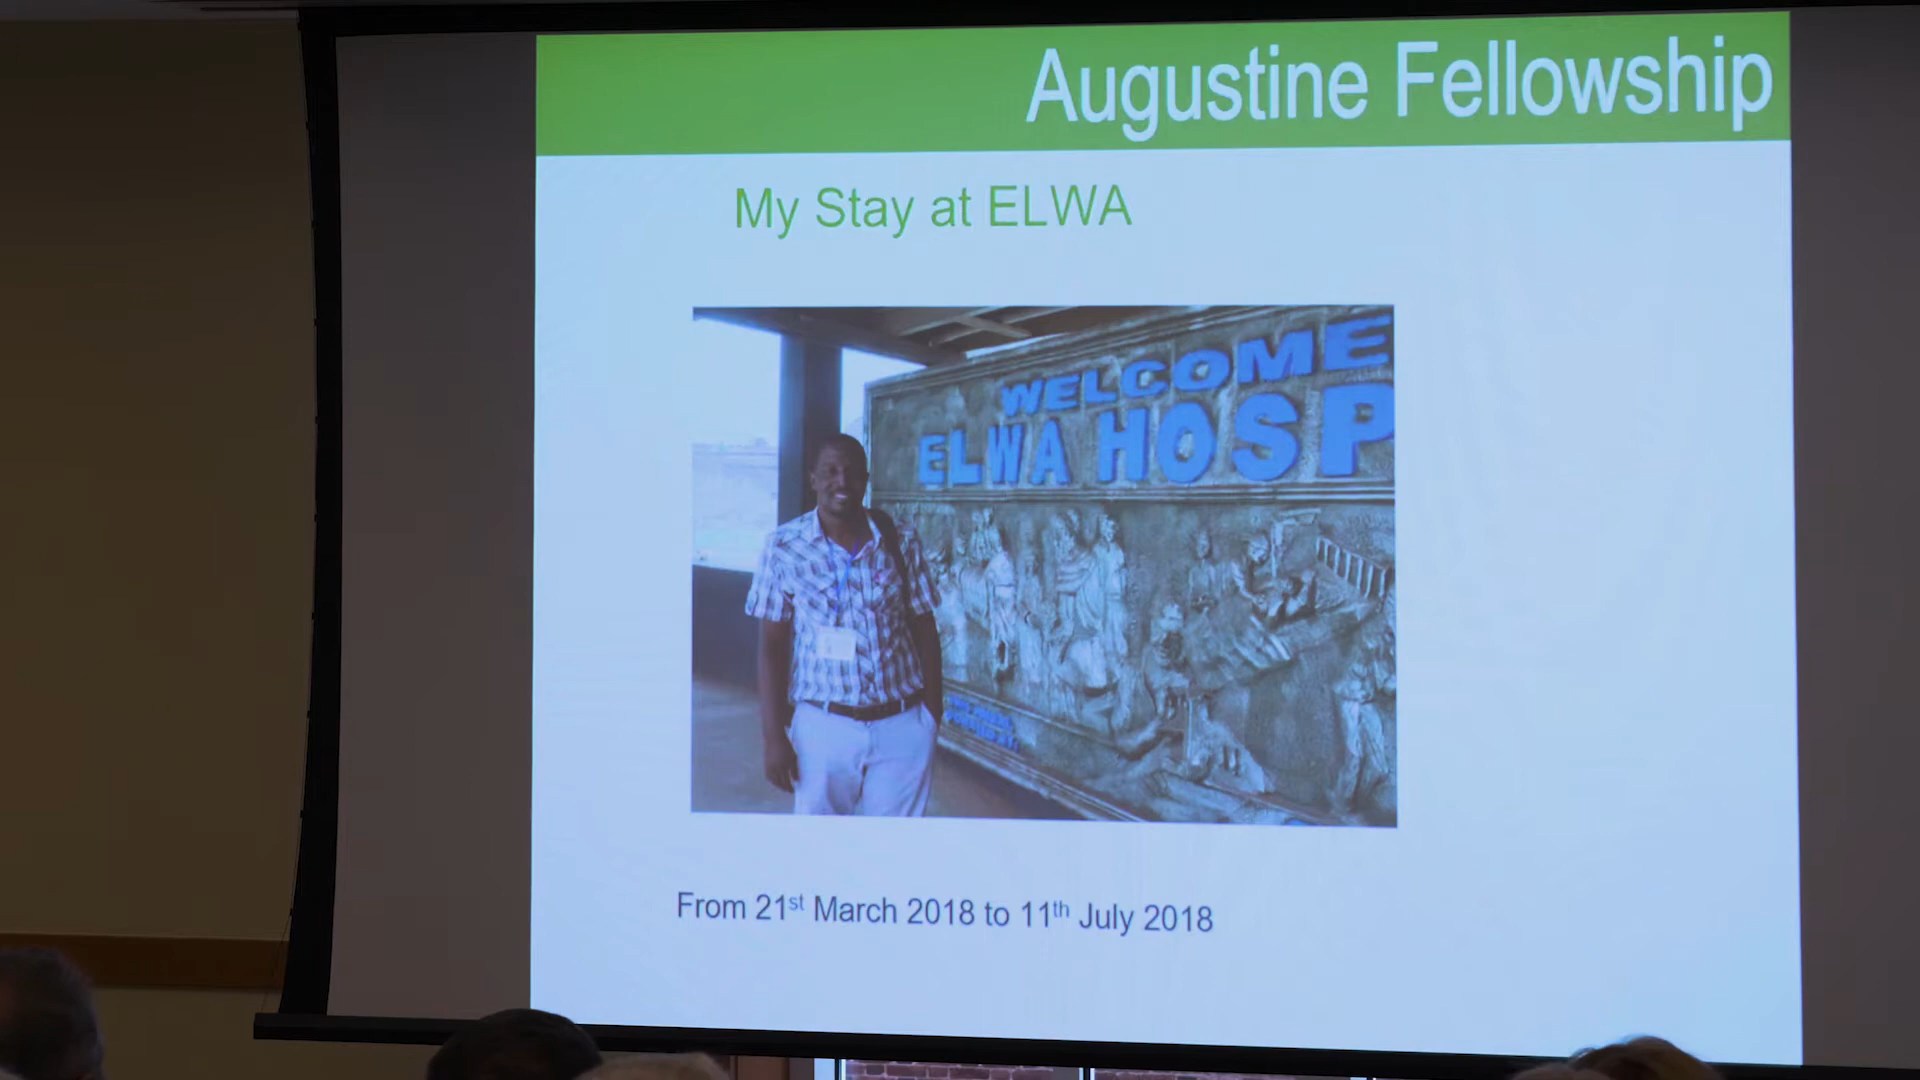 Augustine Fellowship
My Stay at ELWA
WELCOME
ELWA HOSP
From 21st March 2018 to 11th July 2018